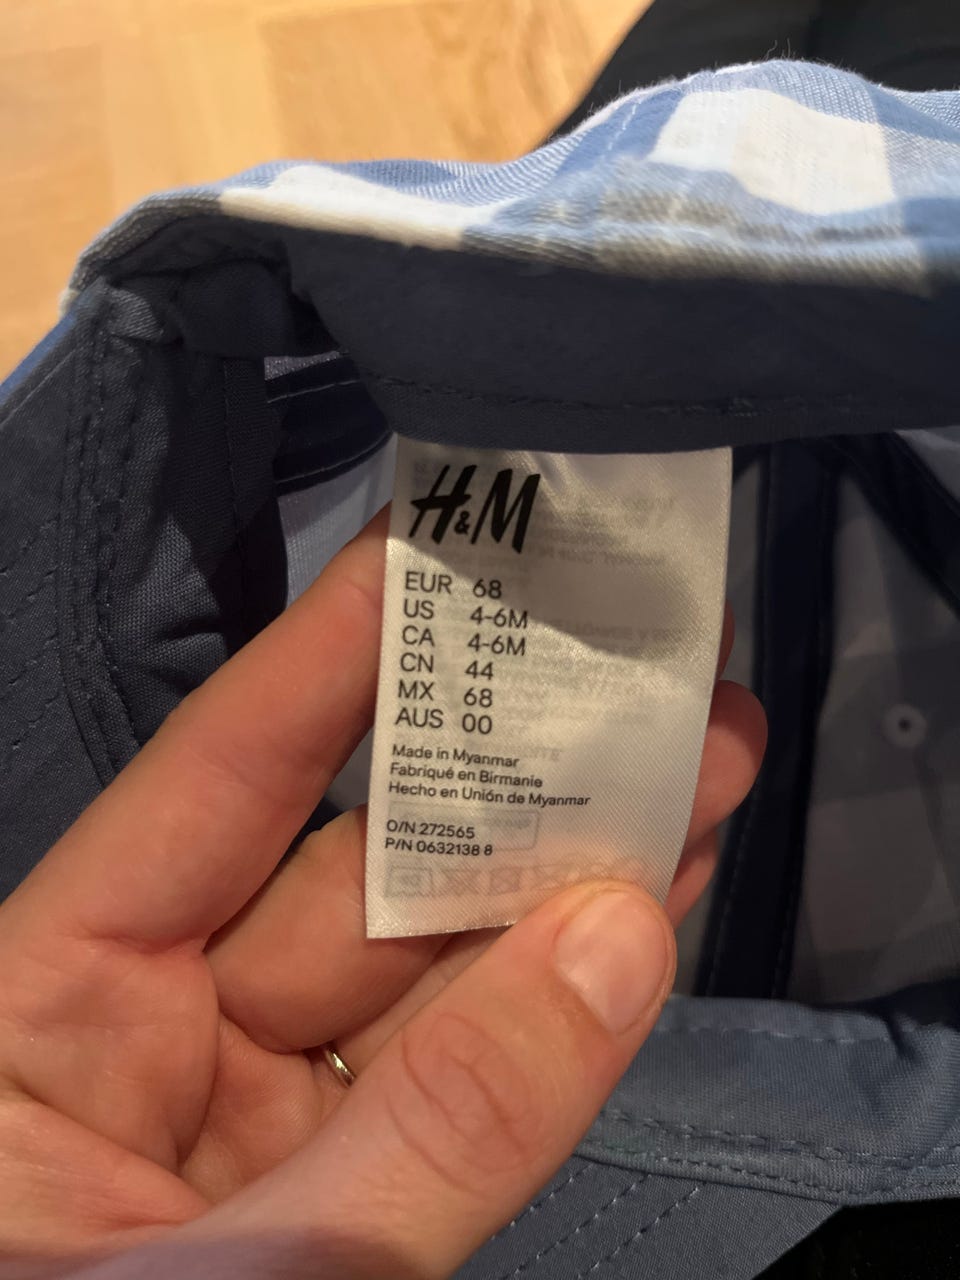 H&M
EUR 68
US 4-6M
CA 4-6M
CN 44
MX 68
AUS 00
Made in Myanmar
Fabriqué en Birmanie
Hecho en Unión de Myanmar
O/N 272565
P/N 0632138 8